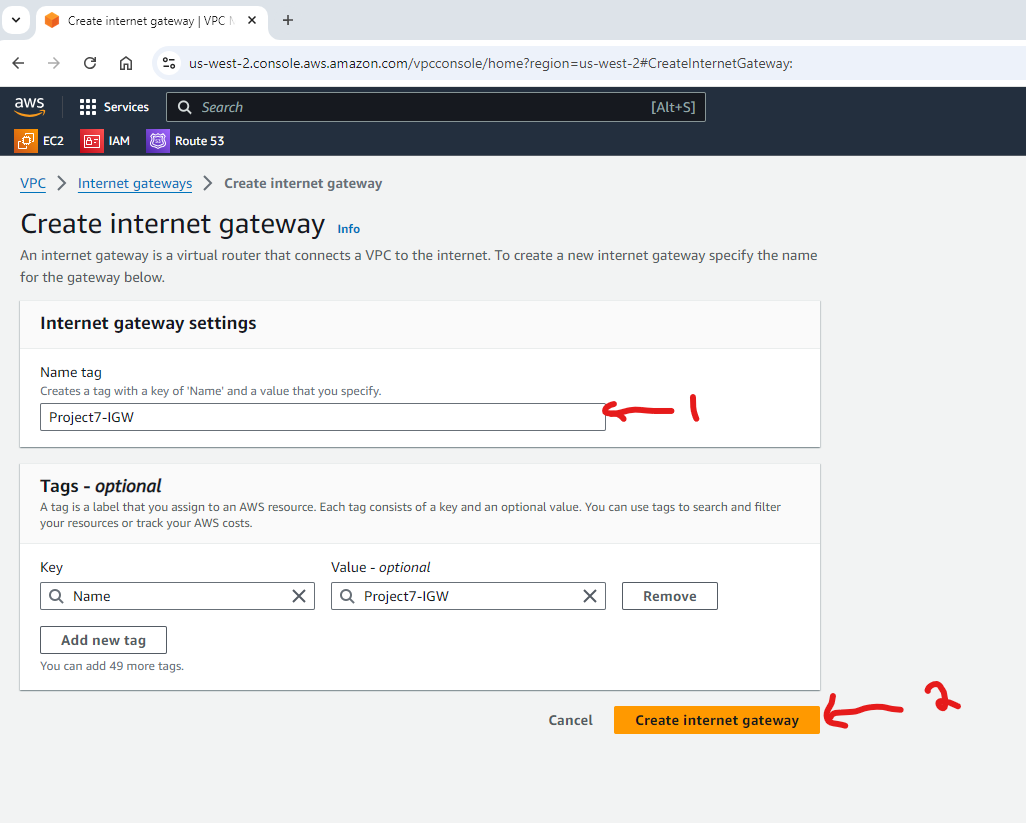 Create internet gateway | VPC M
us-west-2.console.aws.amazon.com/vpcconsole/home?region=us-west-2#CreateInternetGateway:
aws Services Search [Alt+S]
EC2 IAM Route 53
VPC > Internet gateways > Create internet gateway
Create internet gateway Info
An internet gateway is a virtual router that connects a VPC to the internet. To create a new internet gateway specify the name
for the gateway below.
Internet gateway settings
Name tag
Creates a tag with a key of 'Name' and a value that you specify.
Project7-IGW
1
Tags - optional
A tag is a label that you assign to an AWS resource. Each tag consists of a key and an optional value. You can use tags to search and filter
your resources or track your AWS costs.
Key Value - optional
Name Project7-IGW Remove
Add new tag
You can add 49 more tags.
Cancel Create internet gateway
2